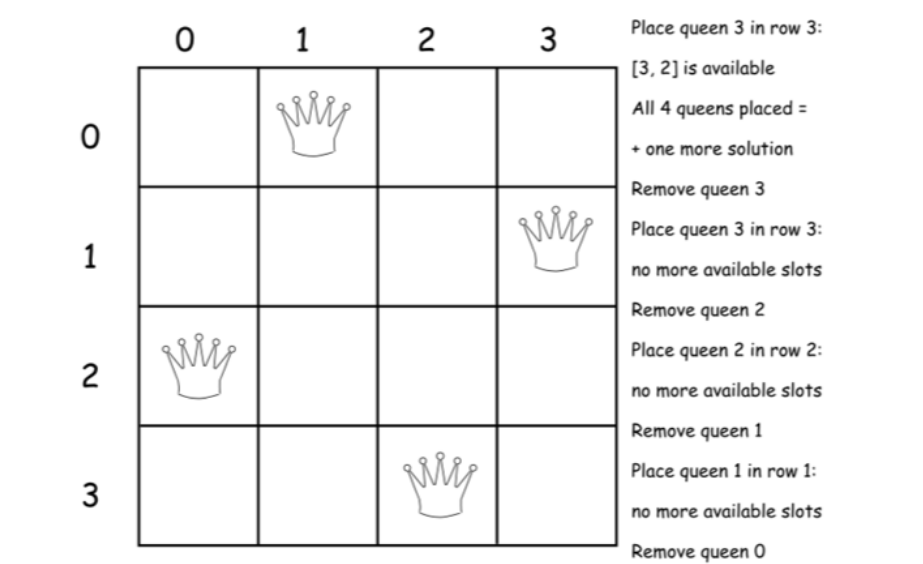 0 1 2 3
0
1
2
3
Place queen 3 in row 3:
[3, 2] is available
All 4 queens placed =
+ one more solution
Remove queen 3
Place queen 3 in row 3:
no more available slots
Remove queen 2
Place queen 2 in row 2:
no more available slots
Remove queen 1
Place queen 1 in row 1:
no more available slots
Remove queen 0